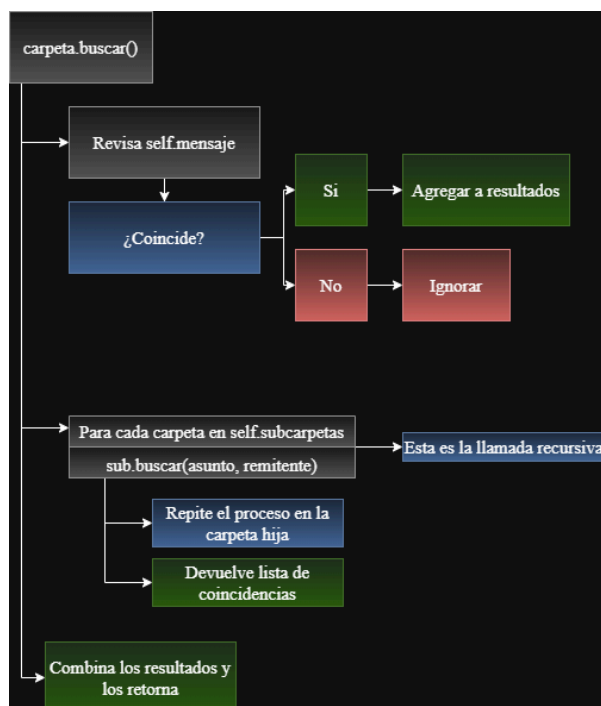 carpeta.buscar()
Revisa self.mensaje
¿Coincide?
Si
Agregar a resultados
No
Ignorar
Para cada carpeta en self.subcarpetas
sub.buscar(asunto, remitente)
Esta es la llamada recursiva
Repite el proceso en la
carpeta hija
Devuelve lista de
coincidencias
Combina los resultados y
los retorna